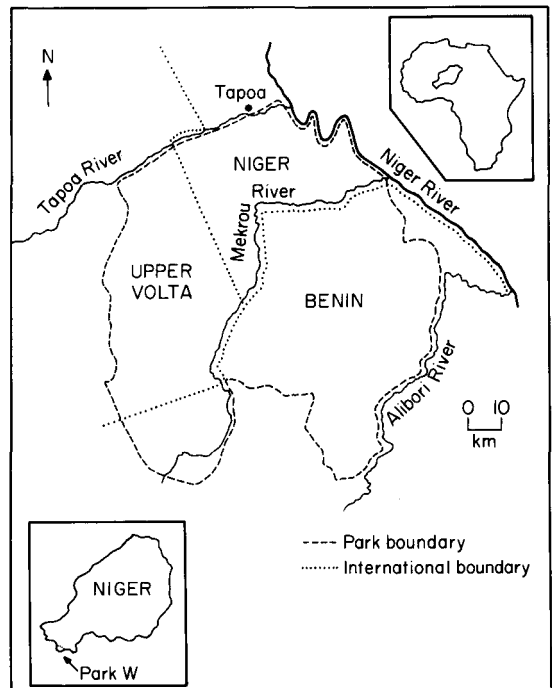 N
Tapoa
Tapoa River
NIGER
Niger River
River
Mekrou
UPPER
VOLTA
BENIN
Alibori River
0 10
km
Park boundary
International boundary
NIGER
Park W